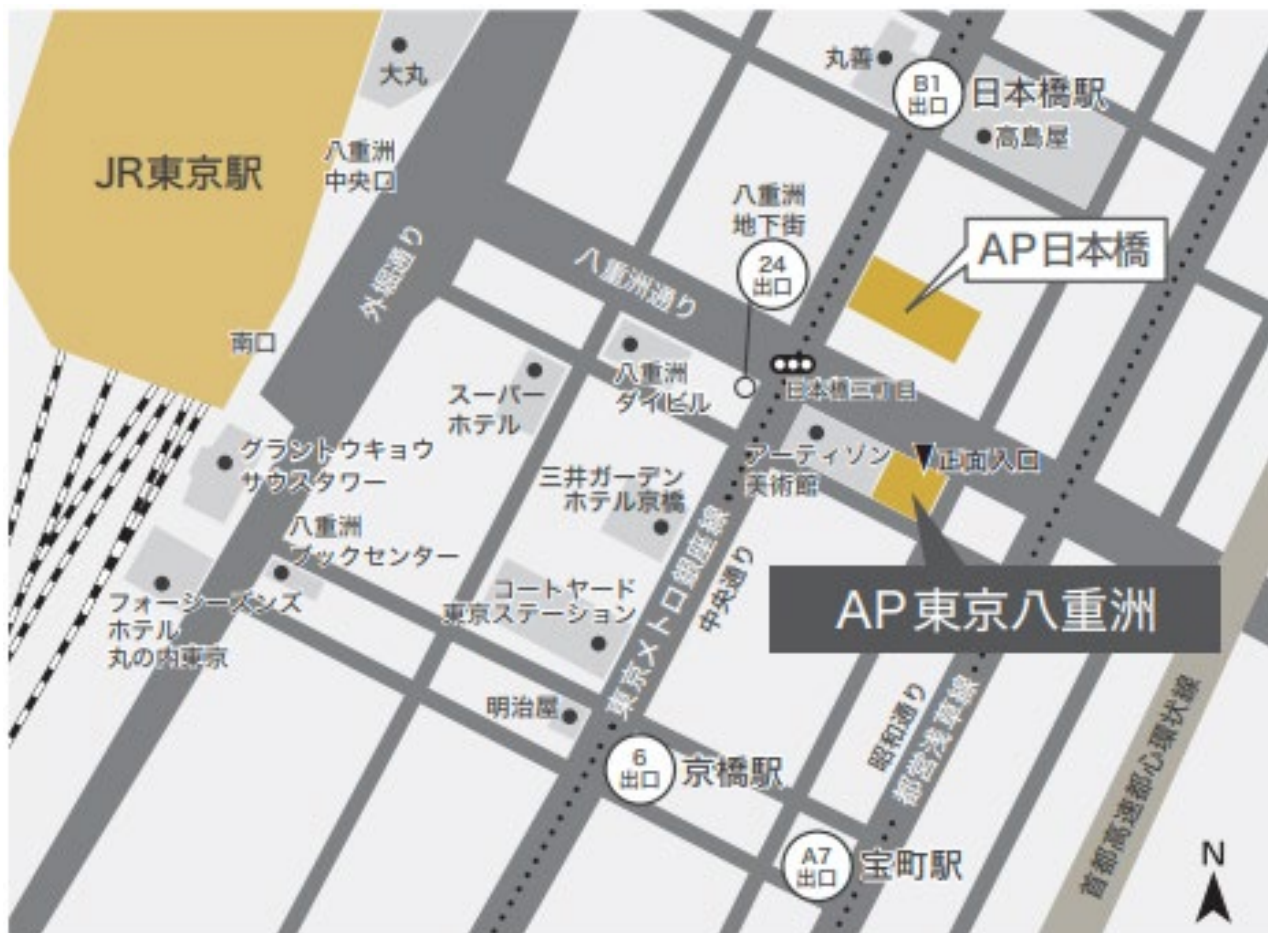 大丸
丸善
B1
出口
日本橋駅
高島屋
JR東京駅
八重洲
中央口
八重洲
地下街
24
出口
AP日本橋
外堀通り
八重洲通り
南口
スーパー
ホテル
八重洲
ダイビル
日本橋三丁目
グラントウキョウ
サウスタワー
アーティゾン
美術館
正面入口
三井ガーデン
ホテル京橋
八重洲
ブックセンター
コートヤード
東京ステーション
東京メトロ銀座線
中央通り
AP東京八重洲
フォーシーズンズ
ホテル
丸の内東京
明治屋
6
出口
京橋駅
昭和通り
都営浅草線
首都高速都心環状線
A7
出口
宝町駅
N